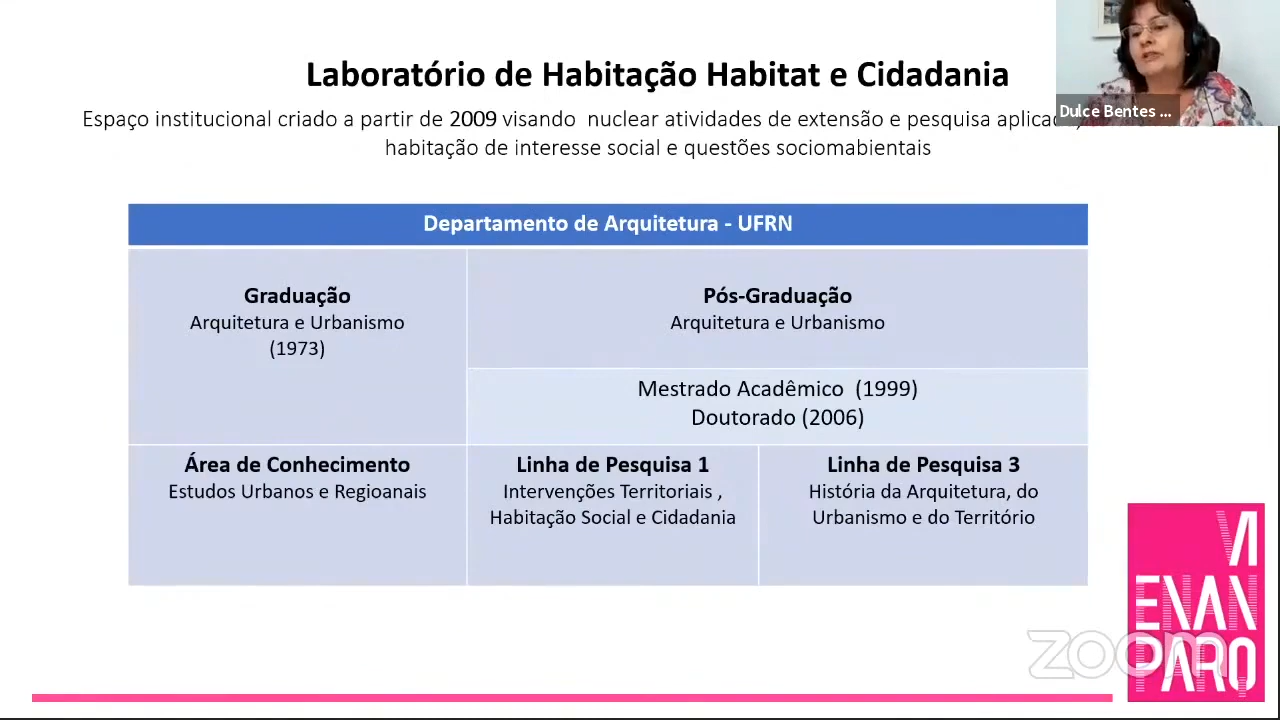 Laboratório de Habitação Habitat e Cidadania
Espaço institucional criado a partir de 2009 visando nuclear atividades de extensão e pesquisa
habitação de interesse social e questões sociomabientais
Dulce Bentes ...
Departamento de Arquitetura - UFRN
Graduação
Arquitetura e Urbanismo
(1973)
Pós-Graduação
Arquitetura e Urbanismo
Mestrado Acadêmico (1999)
Doutorado (2006)
Área de Conhecimento
Estudos Urbanos e Regioanais
Linha de Pesquisa 1
Intervenções Territoriais ,
Habitação Social e Cidadania
Linha de Pesquisa 3
História da Arquitetura, do
Urbanismo e do Território
VI
ENAN
PARQ
zoom